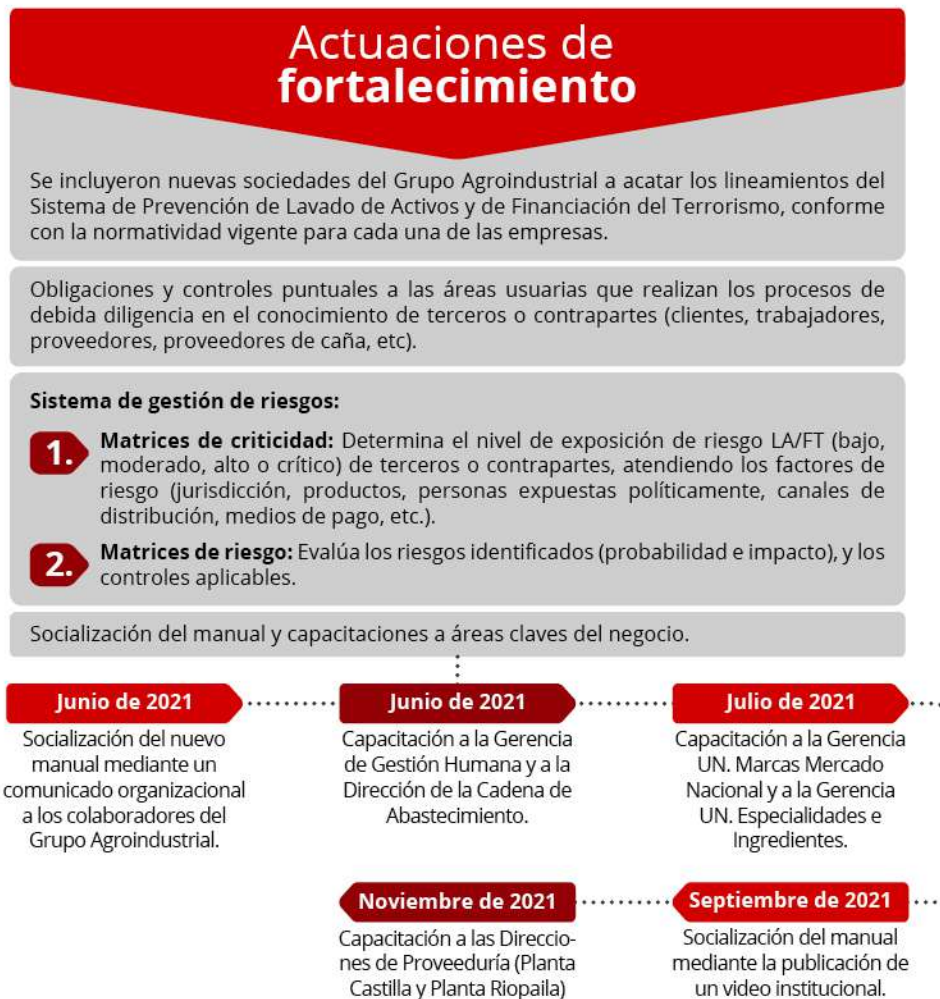 Actuaciones de
fortalecimiento
Se incluyeron nuevas sociedades del Grupo Agroindustrial a acatar los lineamientos del
Sistema de Prevención de Lavado de Activos y de Financiación del Terrorismo, conforme
con la normatividad vigente para cada una de las empresas.
Obligaciones y controles puntuales a las áreas usuarias que realizan los procesos de
debida diligencia en el conocimiento de terceros o contrapartes (clientes, trabajadores,
proveedores, proveedores de caña, etc).
Sistema de gestión de riesgos:
1. Matrices de criticidad: Determina el nivel de exposición de riesgo LA/FT (bajo,
moderado, alto o crítico) de terceros o contrapartes, atendiendo los factores de
riesgo (jurisdicción, productos, personas expuestas políticamente, canales de
distribución, medios de pago, etc.).
2. Matrices de riesgo: Evalúa los riesgos identificados (probabilidad e impacto), y los
controles aplicables.
Socialización del manual y capacitaciones a áreas claves del negocio.
Junio de 2021
Socialización del nuevo
manual mediante un
comunicado organizacional
a los colaboradores del
Grupo Agroindustrial.
Junio de 2021
Capacitación a la Gerencia
de Gestión Humana y a la
Dirección de la Cadena de
Abastecimiento.
Julio de 2021
Capacitación a la Gerencia
UN. Marcas Mercado
Nacional y a la Gerencia
UN. Especialidades e
Ingredientes.
Noviembre de 2021
Capacitación a las Direccio-
nes de Proveeduría (Planta
Castilla y Planta Riopaila)
Septiembre de 2021
Socialización del manual
mediante la publicación de
un video institucional.